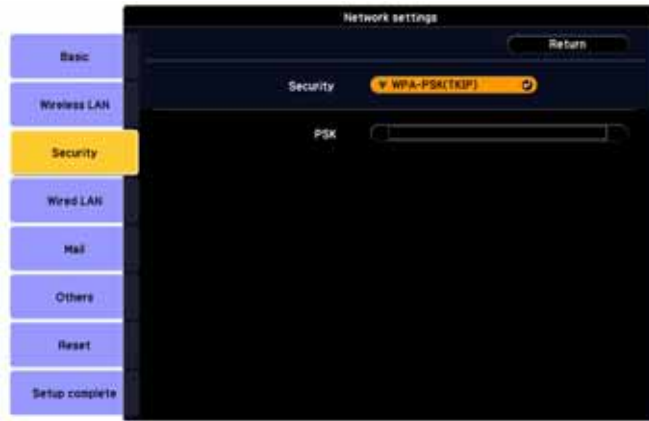 Network settings
Return
Basic
Wireless LAN
Security
Wired LAN
Mail
Others
Reset
Setup complete
Security
WPA-PSK(TKIP)
PSK